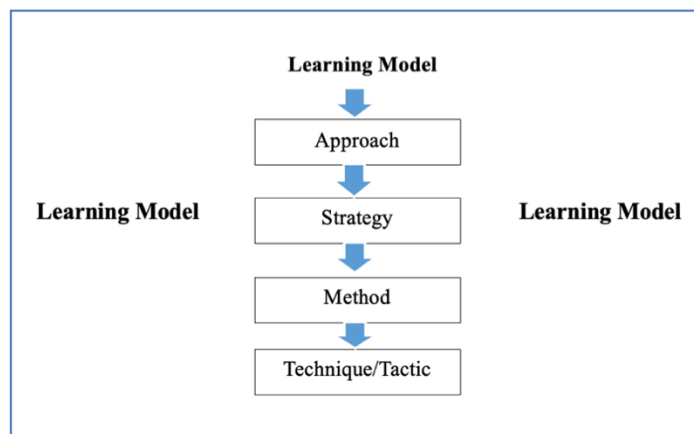 Learning Model
Approach
Learning Model
Strategy
Learning Model
Method
Technique/Tactic